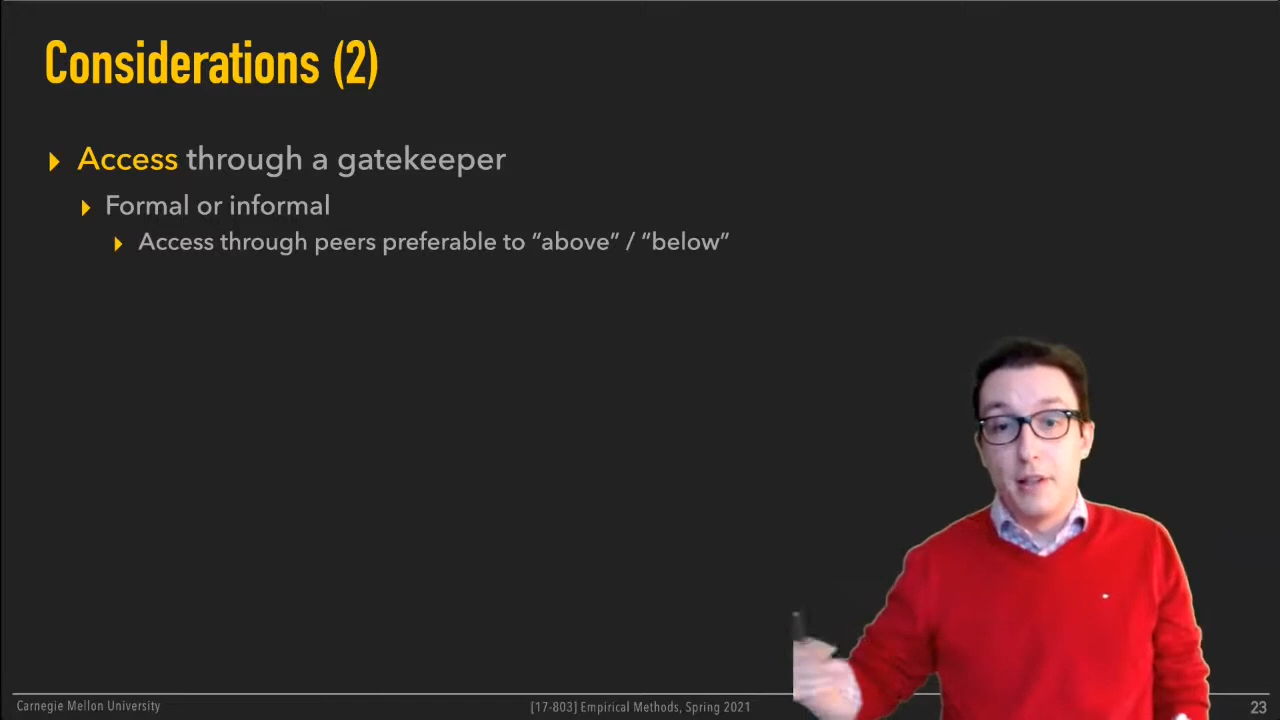 Considerations (2)
Access through a gatekeeper
Formal or informal
Access through peers preferable to “above” / “below”
Carnegie Mellon University
[17-803] Empirical Methods, Spring 2021
23